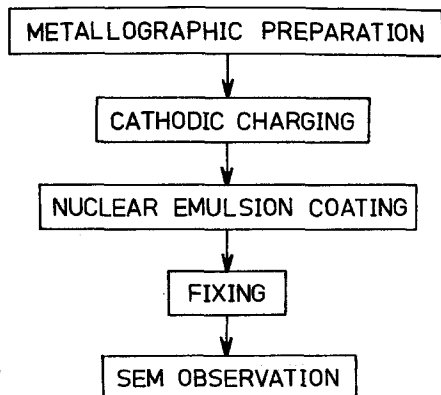 METALLOGRAPHIC PREPARATION
CATHODIC CHARGING
NUCLEAR EMULSION COATING
FIXING
SEM OBSERVATION